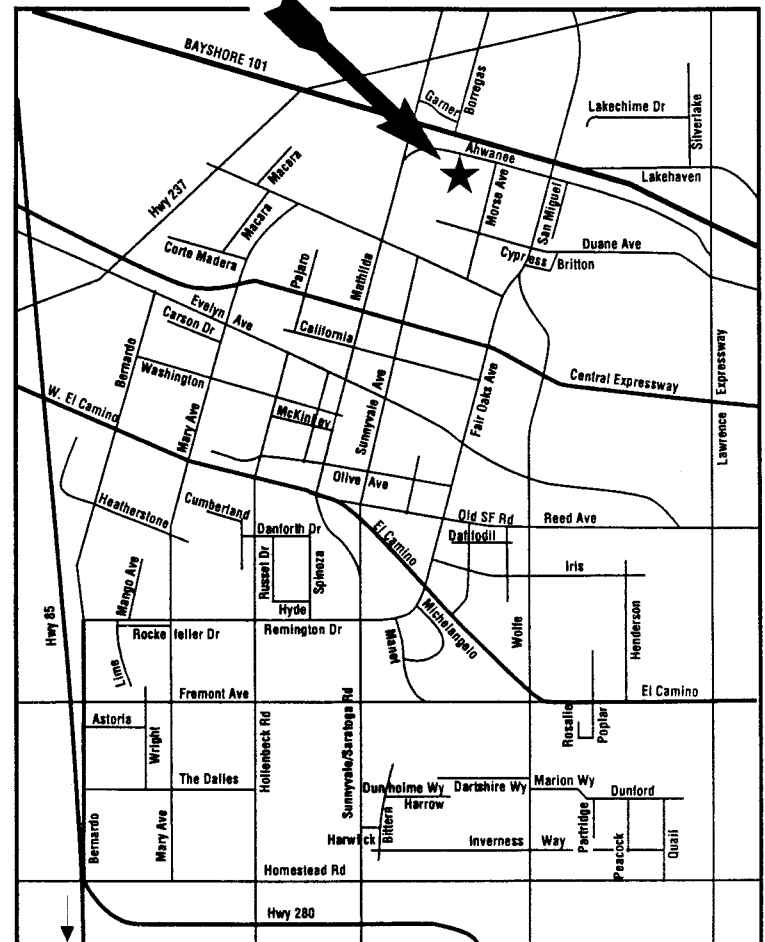 BAYSHORE 101
Garner
Borregas
Lakechime Dr
Silverlake
Ahwanee
Lakehaven
Macara
Morse Ave
San Miguel
Hwy 237
Macara
Corte Madera
Duane Ave
Cypress
Britton
Pajaro
Mathilda
Evelyn Ave
Carson Dr
California
Bernardo
Washington
Central Expressway
Lawrence Expressway
W. El Camino
Mary Ave
McKinley
Sunnyvale Ave
Fair Oaks Ave
Olive Ave
Heatherstone
Cumberland
Danforth Dr
El Camino
Old SF Rd
Reed Ave
Daffodil
Mango Ave
Russel Dr
Spinoza
Iris
Hwy 85
Hyde
Michelangelo
Wolfe
Henderson
Rockefeller Dr
Remington Dr
Manet
Lime
Fremont Ave
El Camino
Astoria
Wright
Hollenbeck Rd
Sunnyvale/Saratoga Rd
Rosalie
Poplar
The Dalles
Dunholme Wy
Dartshire Wy
Marion Wy
Dunford
Harrow
Bernardo
Mary Ave
Harwick
Bittern
Inverness Way
Partridge
Peacock
Quail
Homestead Rd
Hwy 280